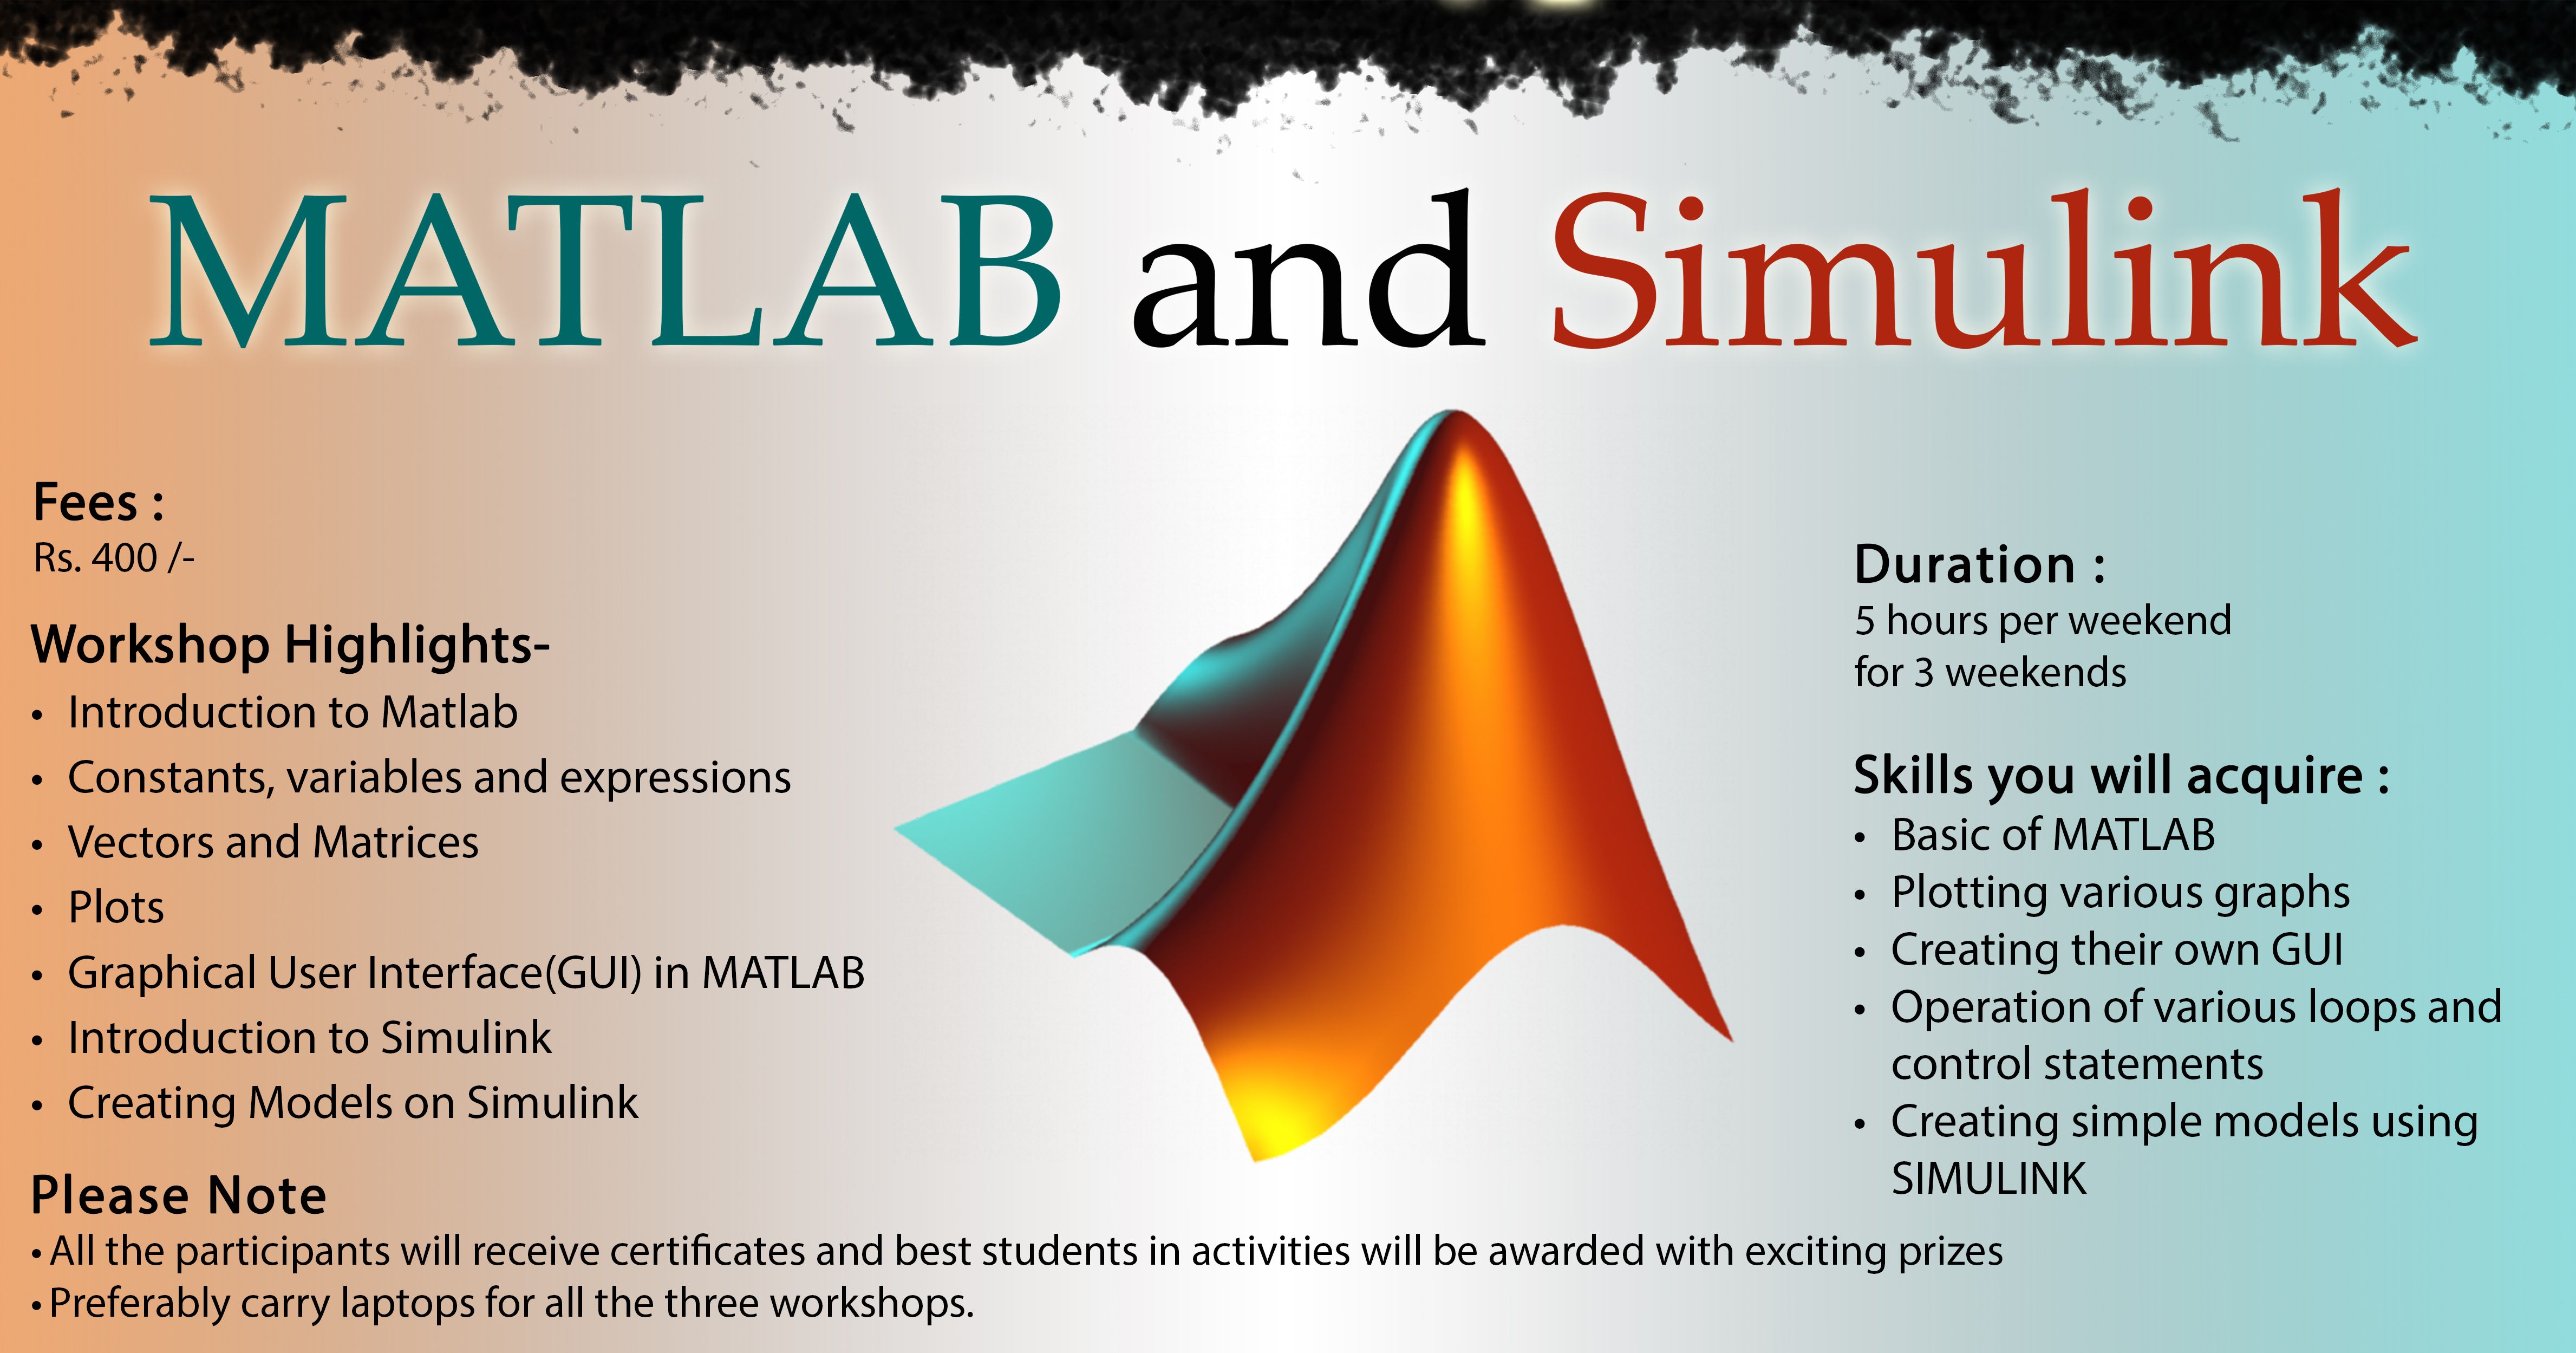 MATLAB and Simulink
Fees :
Rs. 400 /-
Workshop Highlights-
• Introduction to Matlab
• Constants, variables and expressions
• Vectors and Matrices
• Plots
• Graphical User Interface(GUI) in MATLAB
• Introduction to Simulink
• Creating Models on Simulink
Duration :
5 hours per weekend
for 3 weekends
Skills you will acquire :
• Basic of MATLAB
• Plotting various graphs
• Creating their own GUI
• Operation of various loops and
control statements
• Creating simple models using
SIMULINK
Please Note
• All the participants will receive certificates and best students in activities will be awarded with exciting prizes
• Preferably carry laptops for all the three workshops.